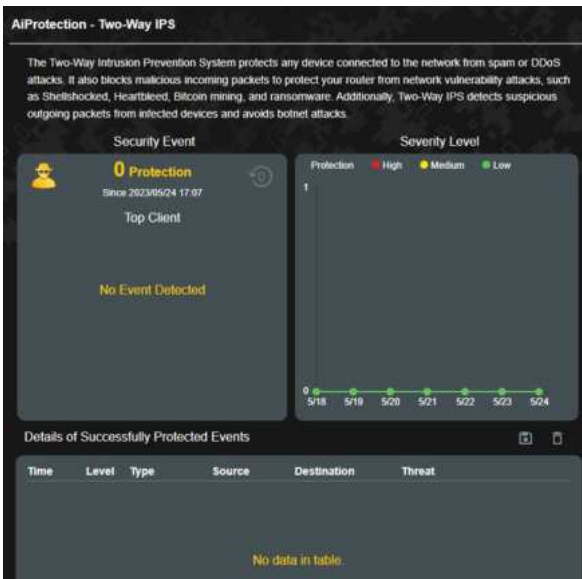 AiProtection - Two-Way IPS
The Two-Way Intrusion Prevention System protects any device connected to the network from spam or DDoS
attacks. It also blocks malicious incoming packets to protect your router from network vulnerability attacks, such
as Shellshocked, Heartbleed, Bitcoin mining, and ransomware. Additionally, Two-Way IPS detects suspicious
outgoing packets from infected devices and avoids botnet attacks.
Security Event
0 Protection
Since 2023/05/24 17:07
Top Client
No Event Detected
Severity Level
Protection High Medium Low
1
0
5/18 5/19 5/20 5/21 5/22 5/23 5/24
Details of Successfully Protected Events
Time Level Type Source Destination Threat
No data in table.